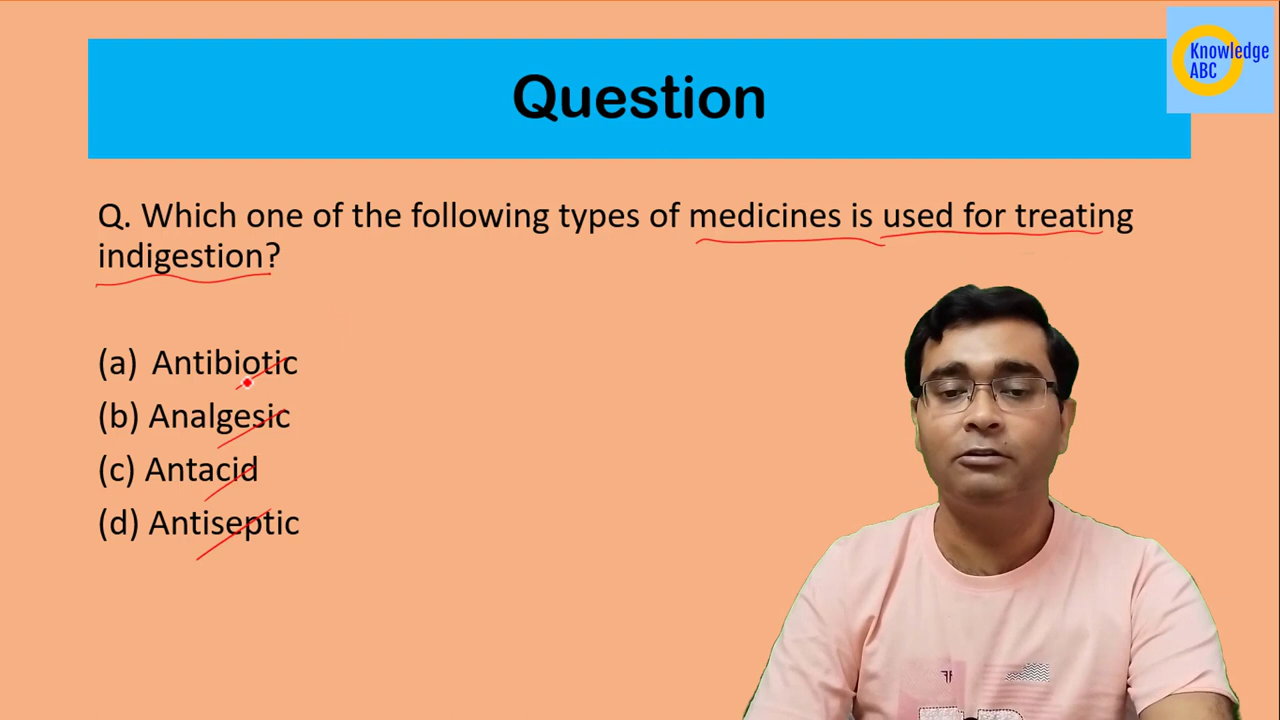 Knowledge
ABC
Question
Q. Which one of the following types of medicines is used for treating
indigestion?
(a) Antibiotic
(b) Analgesic
(c) Antacid
(d) Antiseptic